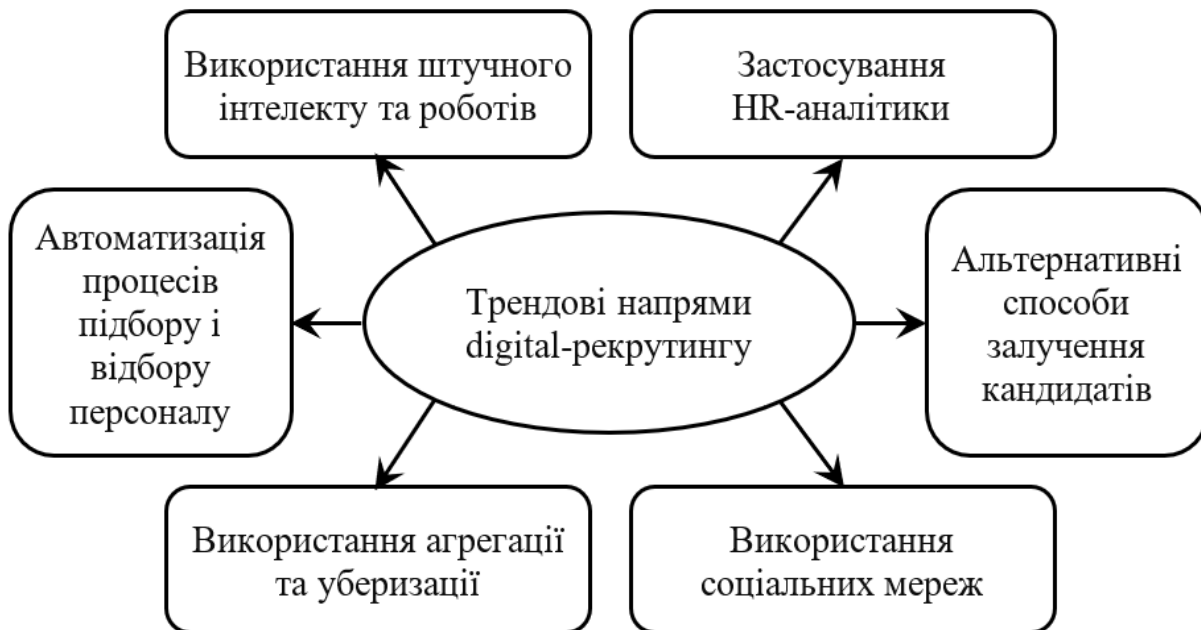 Використання штучного
інтелекту та роботів
Застосування
HR-аналітики
Автоматизація
процесів
підбору і
відбору
персоналу
Трендові напрями
digital-рекрутингу
Альтернативні
способи
залучення
кандидатів
Використання агрегації
та уберизації
Використання
соціальних мереж